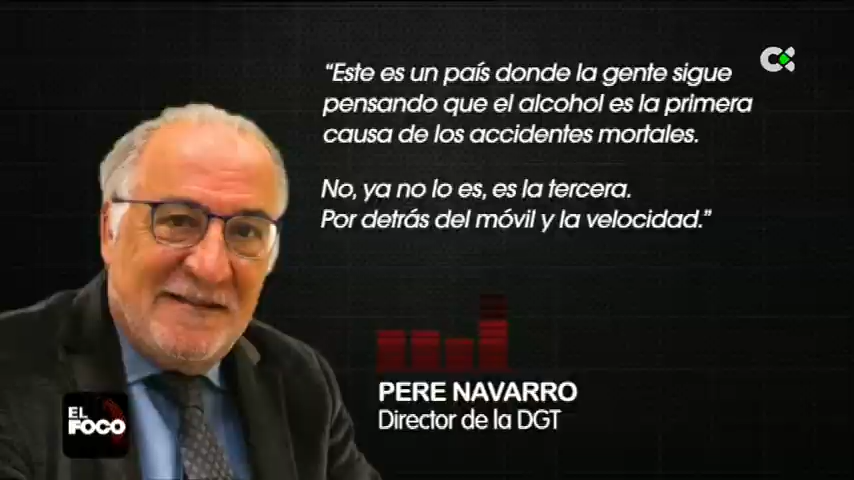 “Este es un país donde la gente sigue
pensando que el alcohol es la primera
causa de los accidentes mortales.
No, ya no lo es, es la tercera.
Por detrás del móvil y la velocidad.”
PERE NAVARRO
Director de la DGT
EL
FOCO